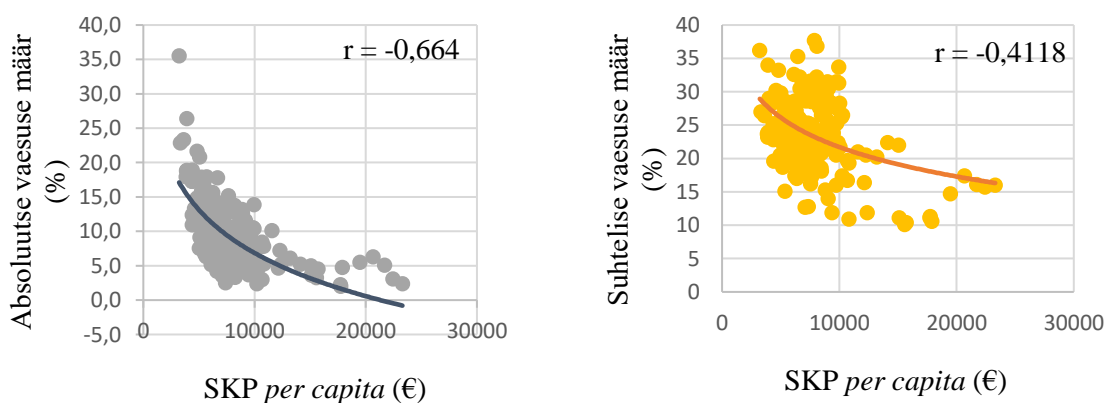 40,0
35,0
30,0
25,0
20,0
15,0
10,0
5,0
0,0
-5,0
r = -0,664
Absoluutse vaesuse määr
(%)
0 10000 20000 30000
SKP per capita (€)
40
35
30
25
20
15
10
5
0
r = -0,4118
Suhtelise vaesuse määr
(%)
0 10000 20000 30000
SKP per capita (€)